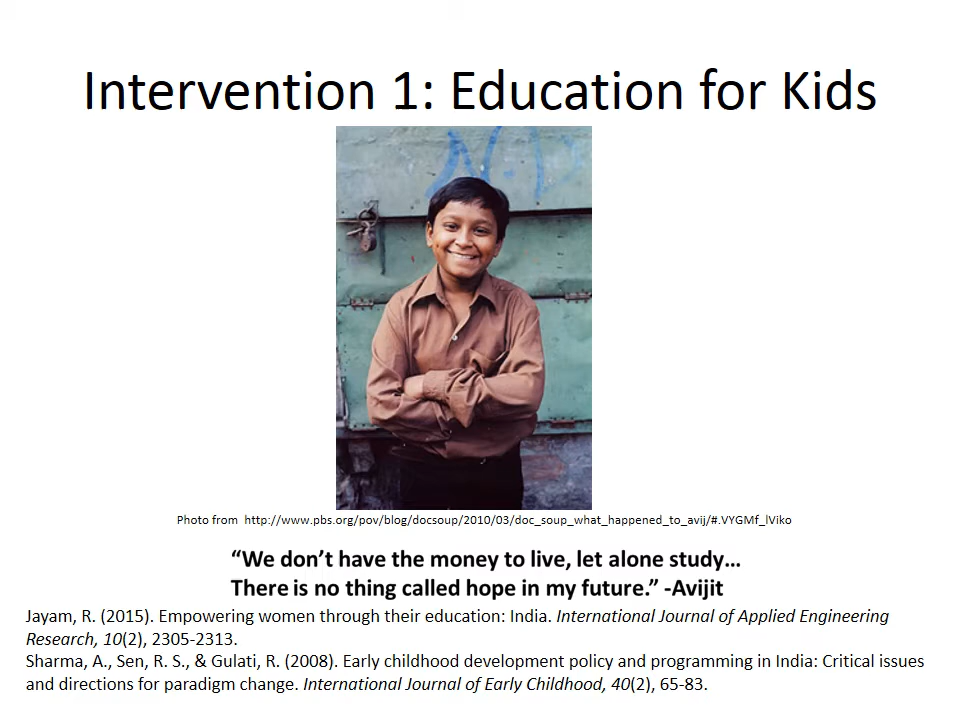 Intervention 1: Education for Kids
Photo from http://www.pbs.org/pov/blog/docsoup/2010/03/doc_soup_what_happened_to_avij/#.VYGMf_lViko
“We don’t have the money to live, let alone study…
There is no thing called hope in my future.” -Avijit
Jayam, R. (2015). Empowering women through their education: India. International Journal of Applied Engineering
Research, 10(2), 2305-2313.
Sharma, A., Sen, R. S., & Gulati, R. (2008). Early childhood development policy and programming in India: Critical issues
and directions for paradigm change. International Journal of Early Childhood, 40(2), 65-83.